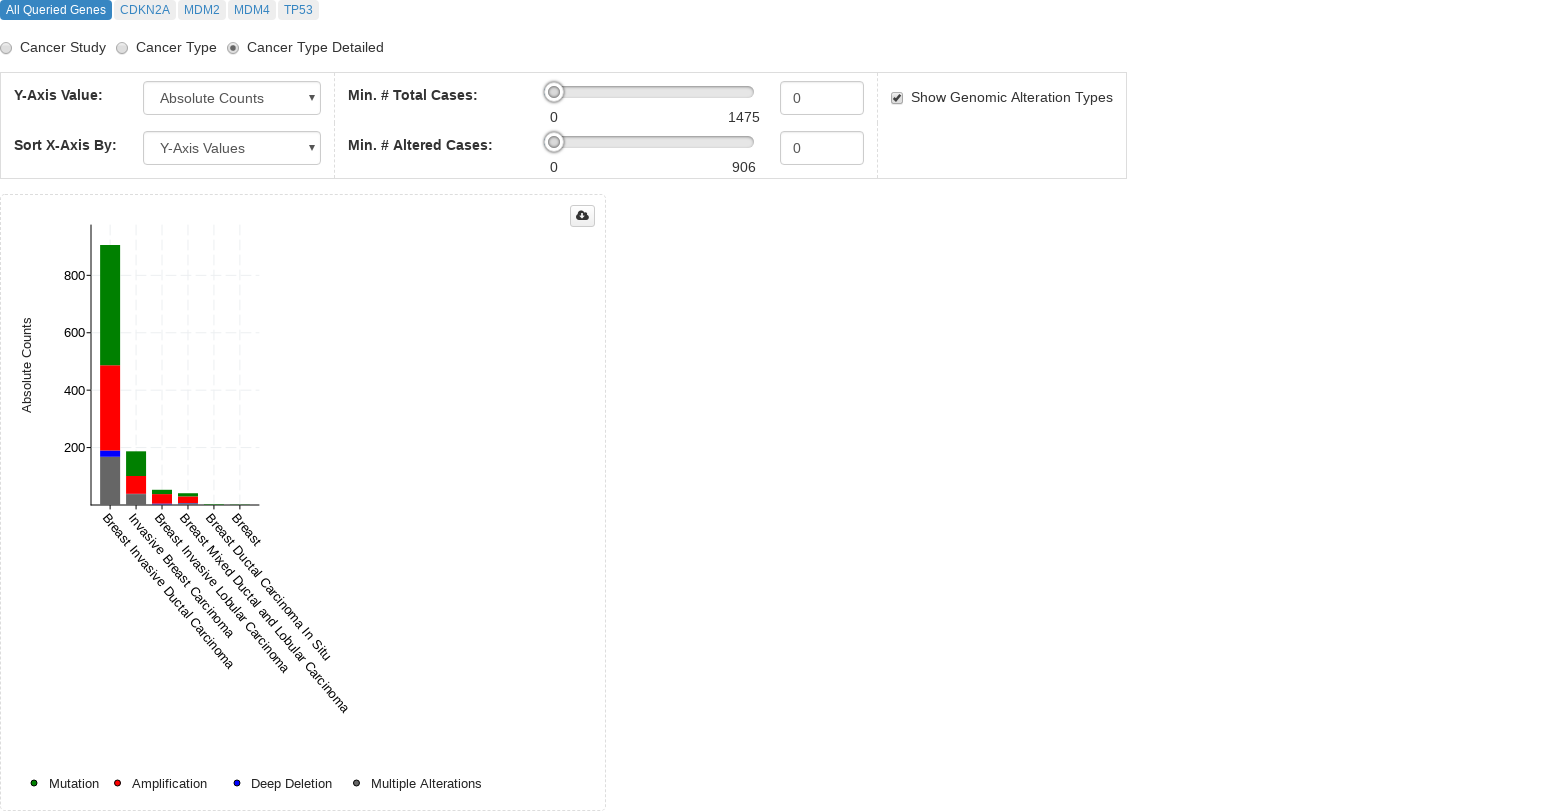 All Queried Genes CDKN2A MDM2 MDM4 TP53
Cancer Study Cancer Type Cancer Type Detailed
Y-Axis Value: Absolute Counts Min. # Total Cases: 0 Show Genomic Alteration Types
0 1475
Sort X-Axis By: Y-Axis Values Min. # Altered Cases: 0
0 906
800
600
400
200
Absolute Counts
Breast Invasive Ductal Carcinoma
Invasive Breast Carcinoma
Breast Invasive Lobular Carcinoma
Breast Mixed Ductal and Lobular Carcinoma
Breast Ductal Carcinoma In Situ
Breast
Mutation Amplification Deep Deletion Multiple Alterations